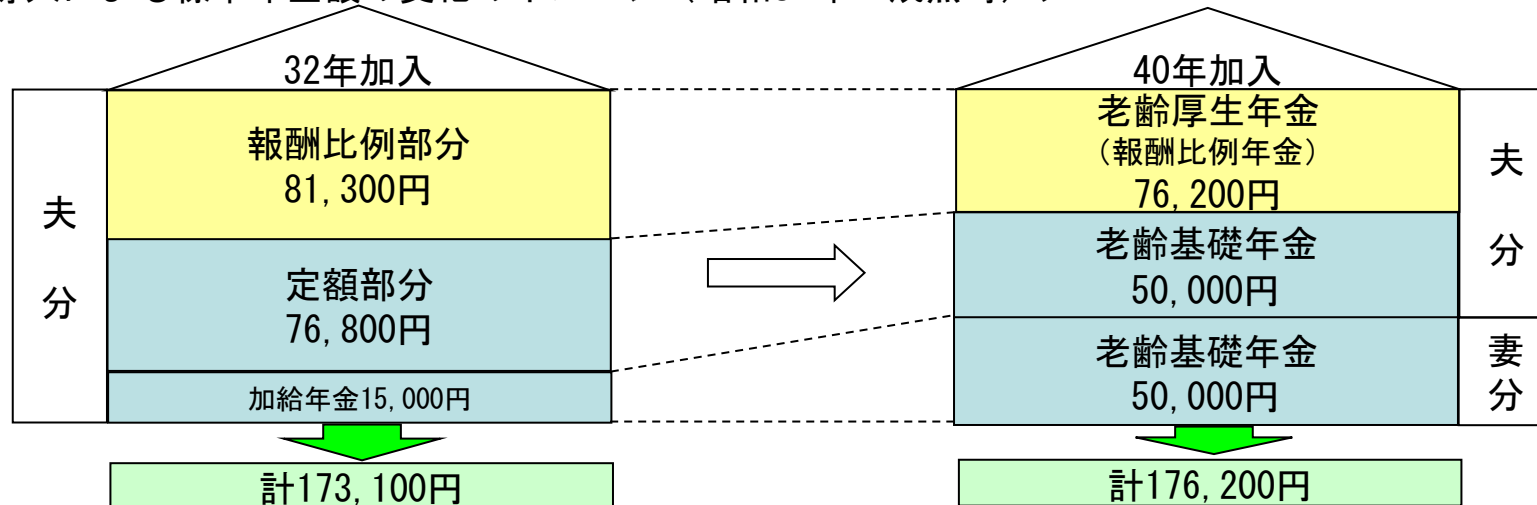 32年加入
報酬比例部分
81,300円
定額部分
76,800円
加給年金15,000円
夫
分
計173,100円
40年加入
老齢厚生年金
(報酬比例年金)
76,200円
老齢基礎年金
50,000円
老齢基礎年金
50,000円
夫
分
妻
分
計176,200円